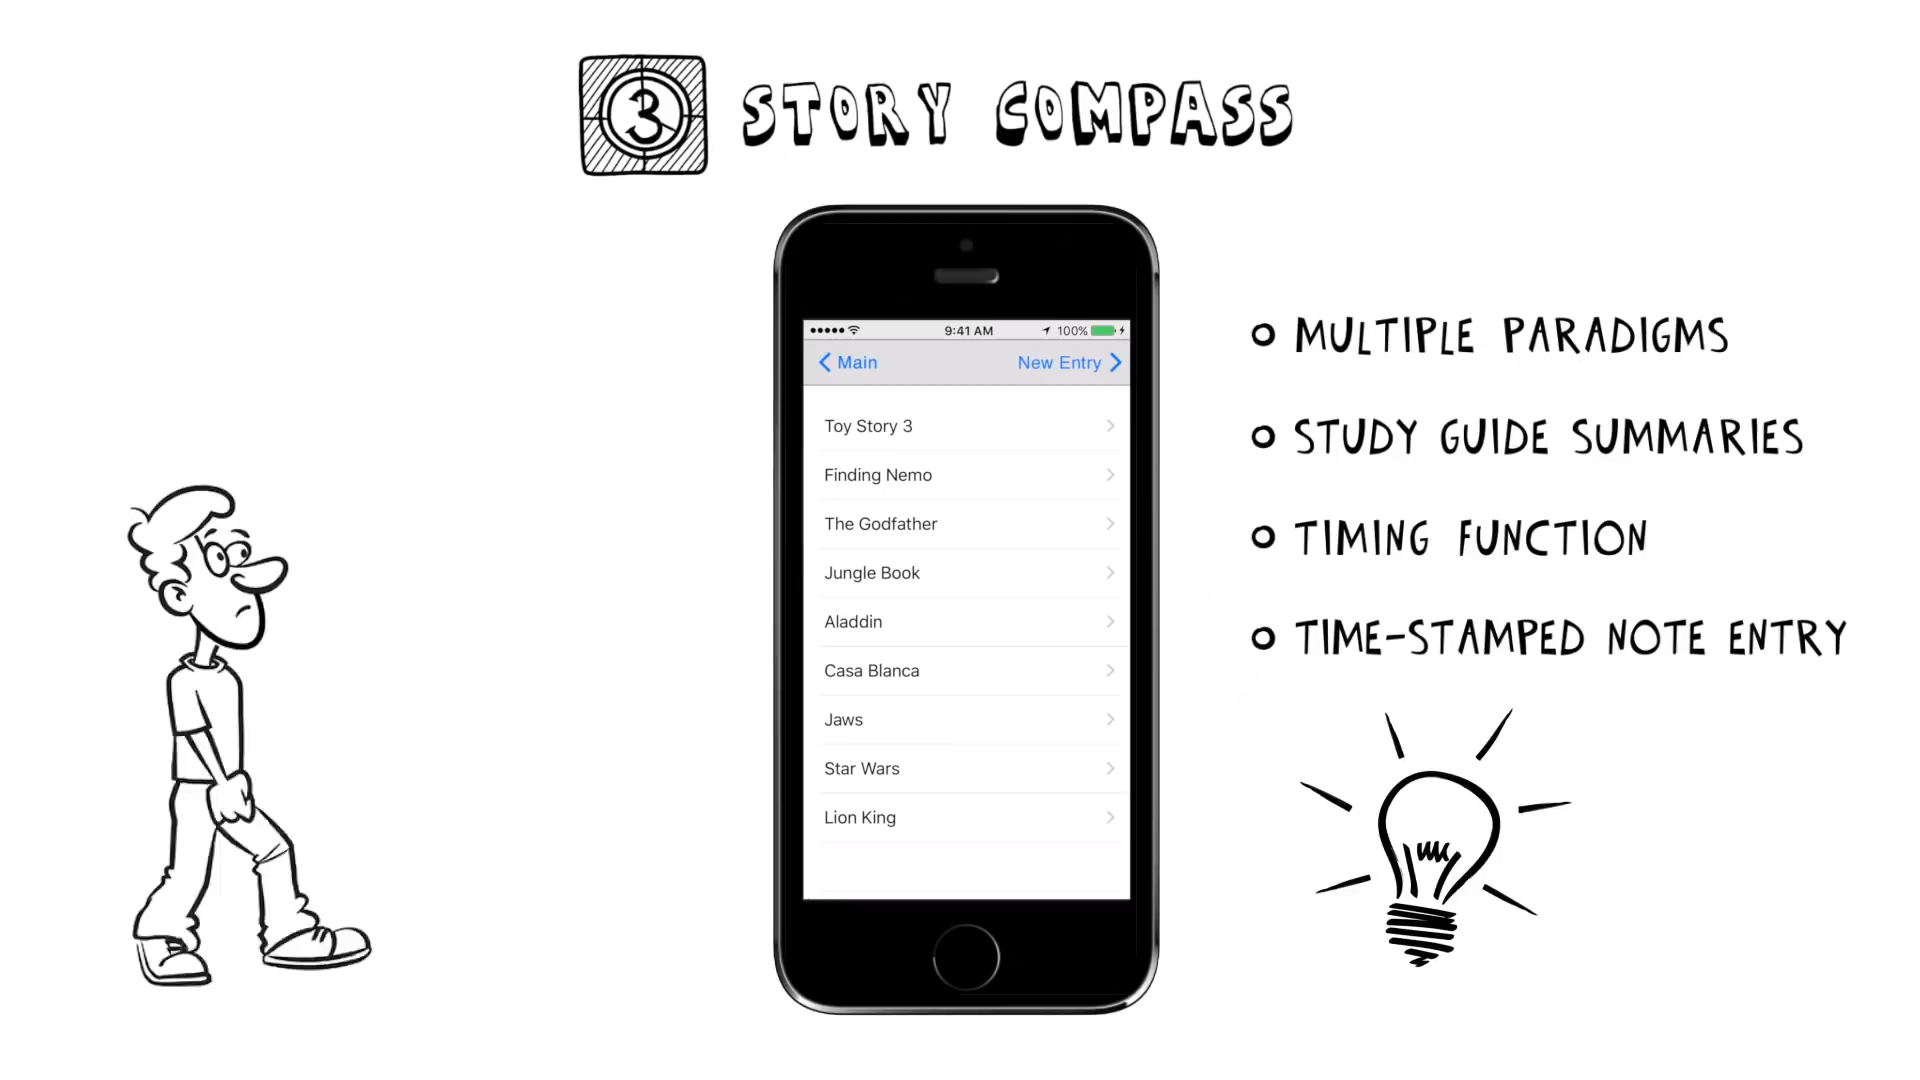 3 STORY COMPASS
9:41 AM 100%
Main New Entry
Toy Story 3
Finding Nemo
The Godfather
Jungle Book
Aladdin
Casa Blanca
Jaws
Star Wars
Lion King
MULTIPLE PARADIGMS
STUDY GUIDE SUMMARIES
TIMING FUNCTION
TIME-STAMPED NOTE ENTRY